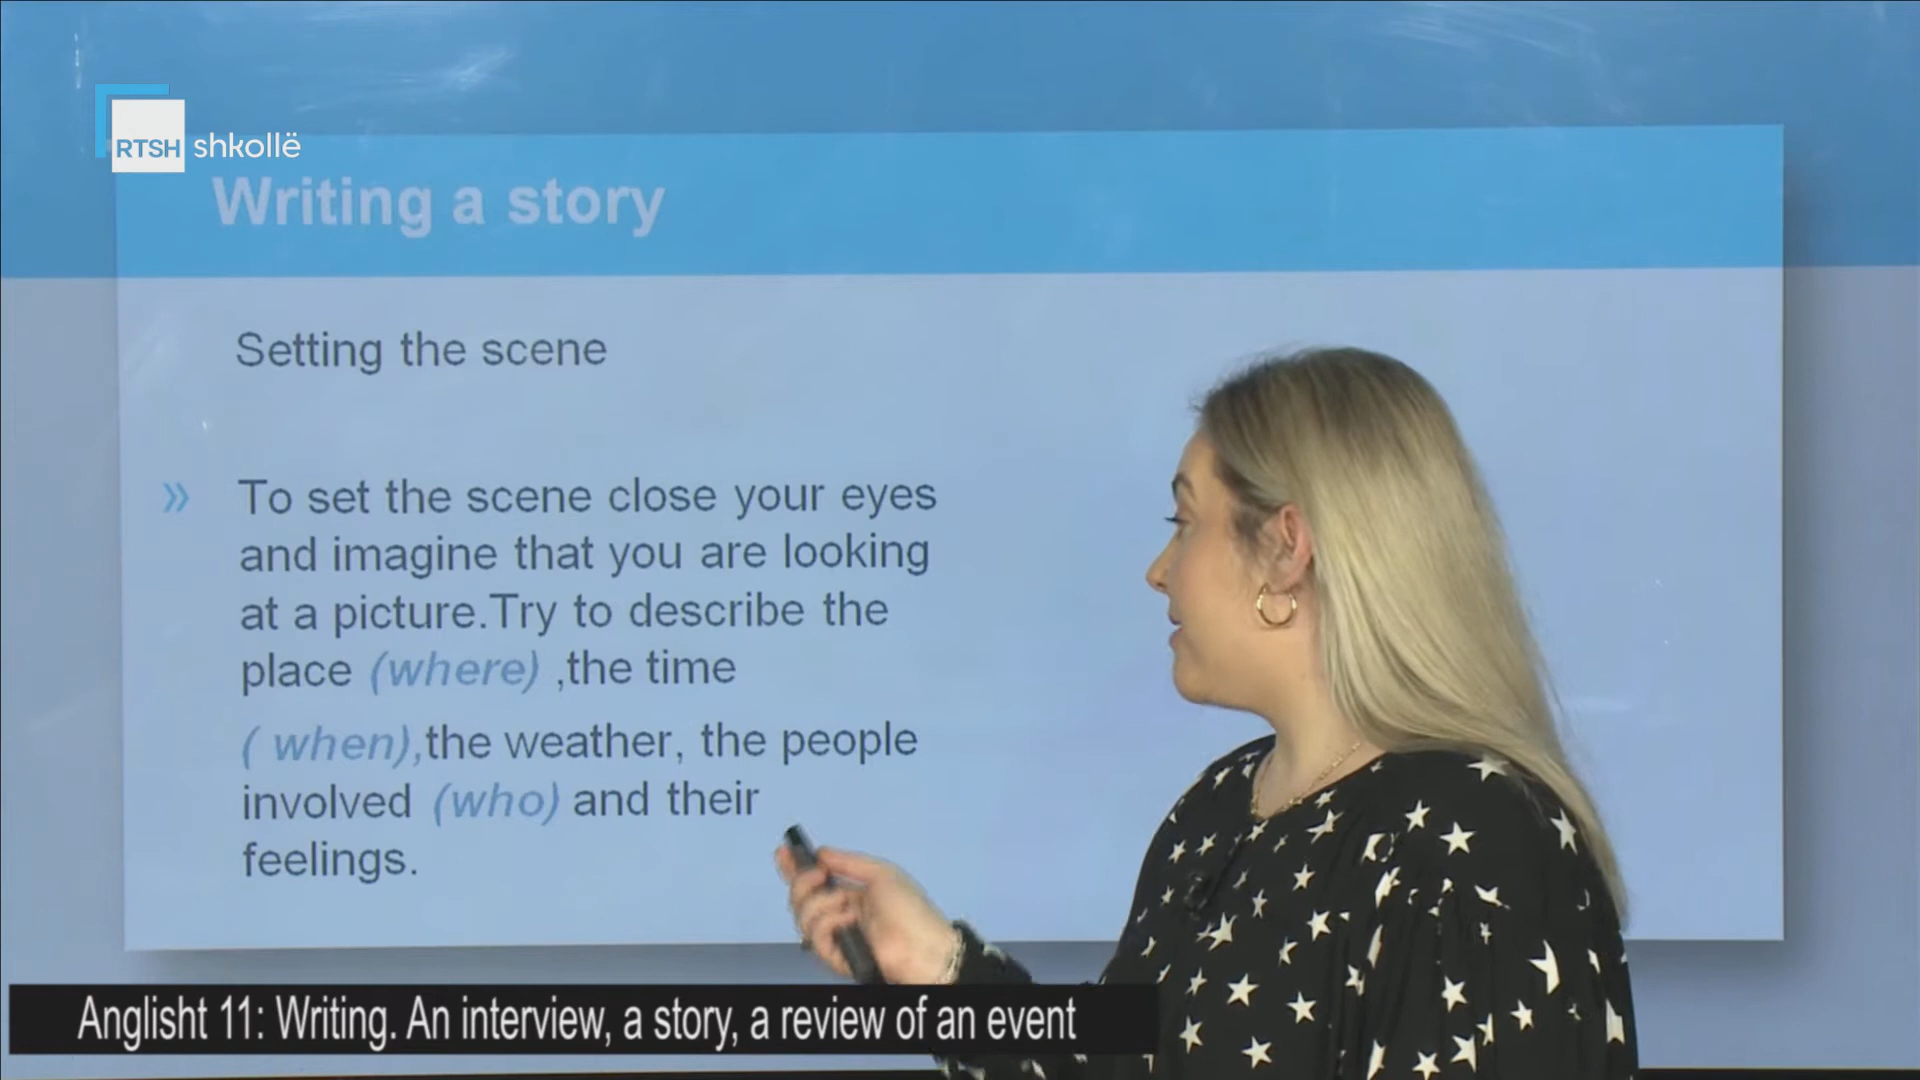 RTSH shkollë
Writing a story
Setting the scene
» To set the scene close your eyes
and imagine that you are looking
at a picture.Try to describe the
place (where) ,the time
( when),the weather, the people
involved (who) and their
feelings.
Anglisht 11: Writing. An interview, a story, a review of an event